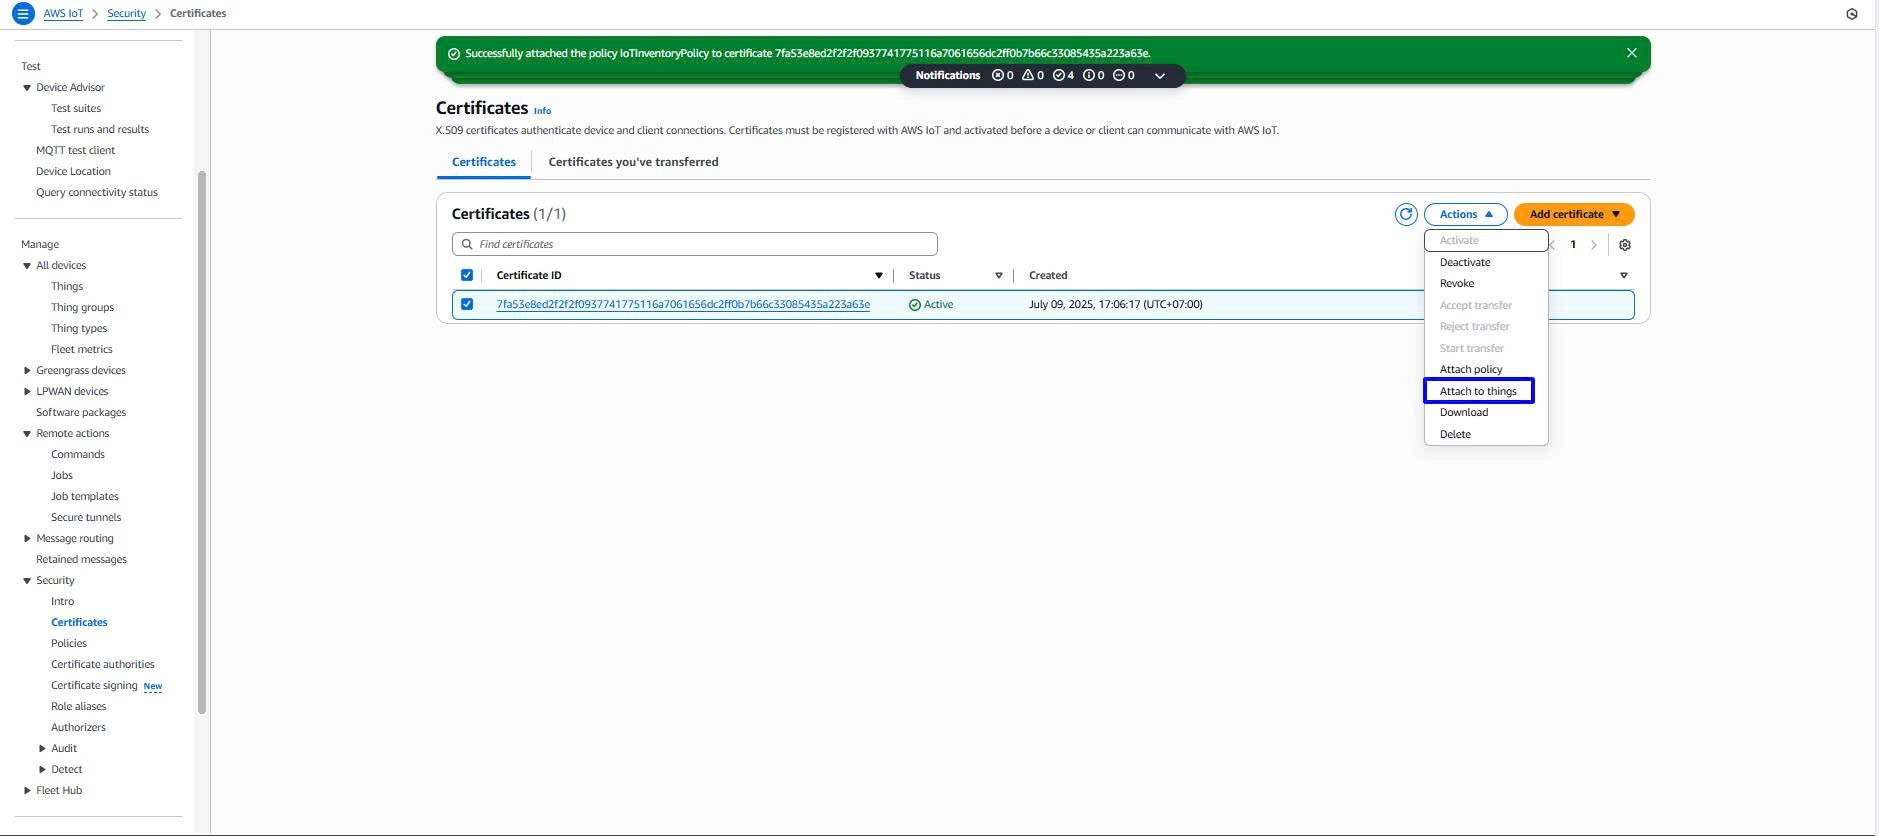 AWS IoT > Security > Certificates
Test
Device Advisor
Test suites
Test runs and results
MQTT test client
Device Location
Query connectivity status
Manage
All devices
Things
Thing groups
Thing types
Fleet metrics
Greengrass devices
LPWAN devices
Software packages
Remote actions
Commands
Jobs
Job templates
Secure tunnels
Message routing
Retained messages
Security
Intro
Certificates
Policies
Certificate authorities
Certificate signing New
Role aliases
Authorizers
Audit
Detect
Fleet Hub
Successfully attached the policy IoTInventoryPolicy to certificate 7fa53e8ed2f2f2f0937741775116a7061656dc2ff0b7b66c33085435a223a63e.
Notifications 0 0 4 0 0
Certificates Info
X.509 certificates authenticate device and client connections. Certificates must be registered with AWS IoT and activated before a device or client can communicate with AWS IoT.
Certificates Certificates you've transferred
Certificates (1/1) Actions Add certificate
Find certificates 1
Certificate ID Status Created
7fa53e8ed2f2f2f0937741775116a7061656dc2ff0b7b66c33085435a223a63e Active July 09, 2025, 17:06:17 (UTC+07:00)
Activate
Deactivate
Revoke
Accept transfer
Reject transfer
Start transfer
Attach policy
Attach to things
Download
Delete